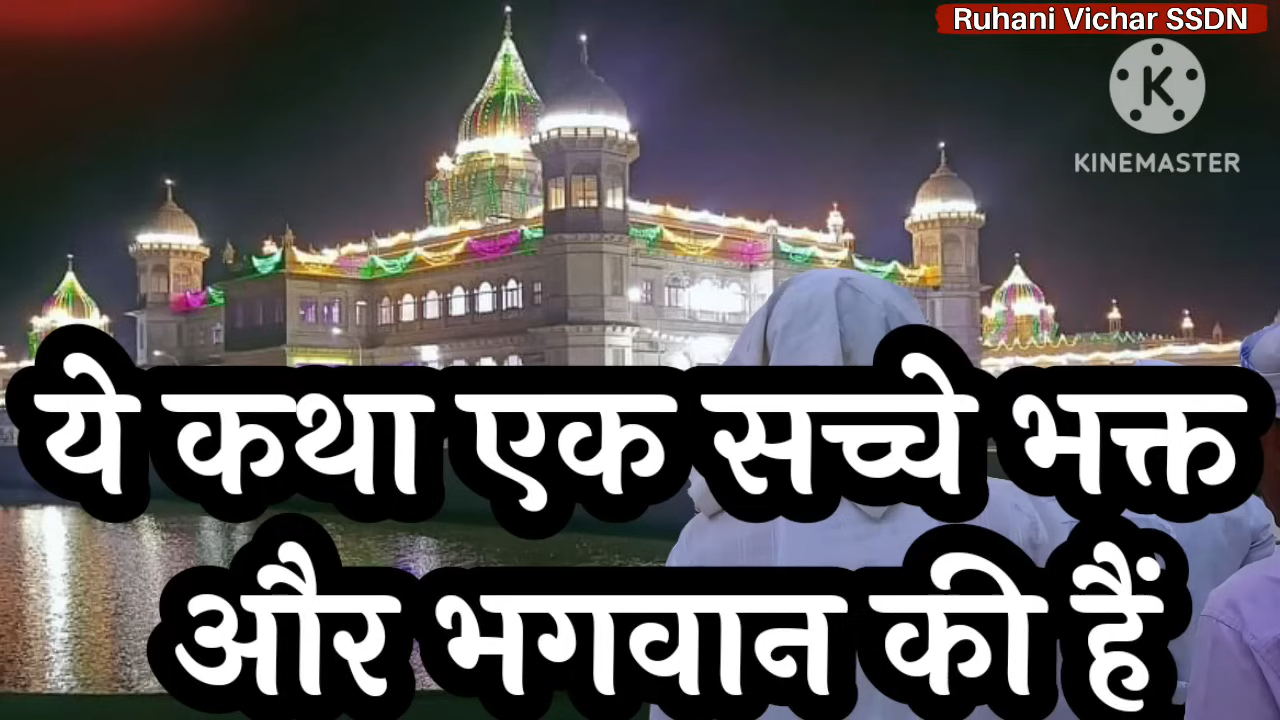 Ruhani Vichar SSDN
K
KINEMASTER
ये कथा एक सच्चे भक्त
और भगवान की हैं